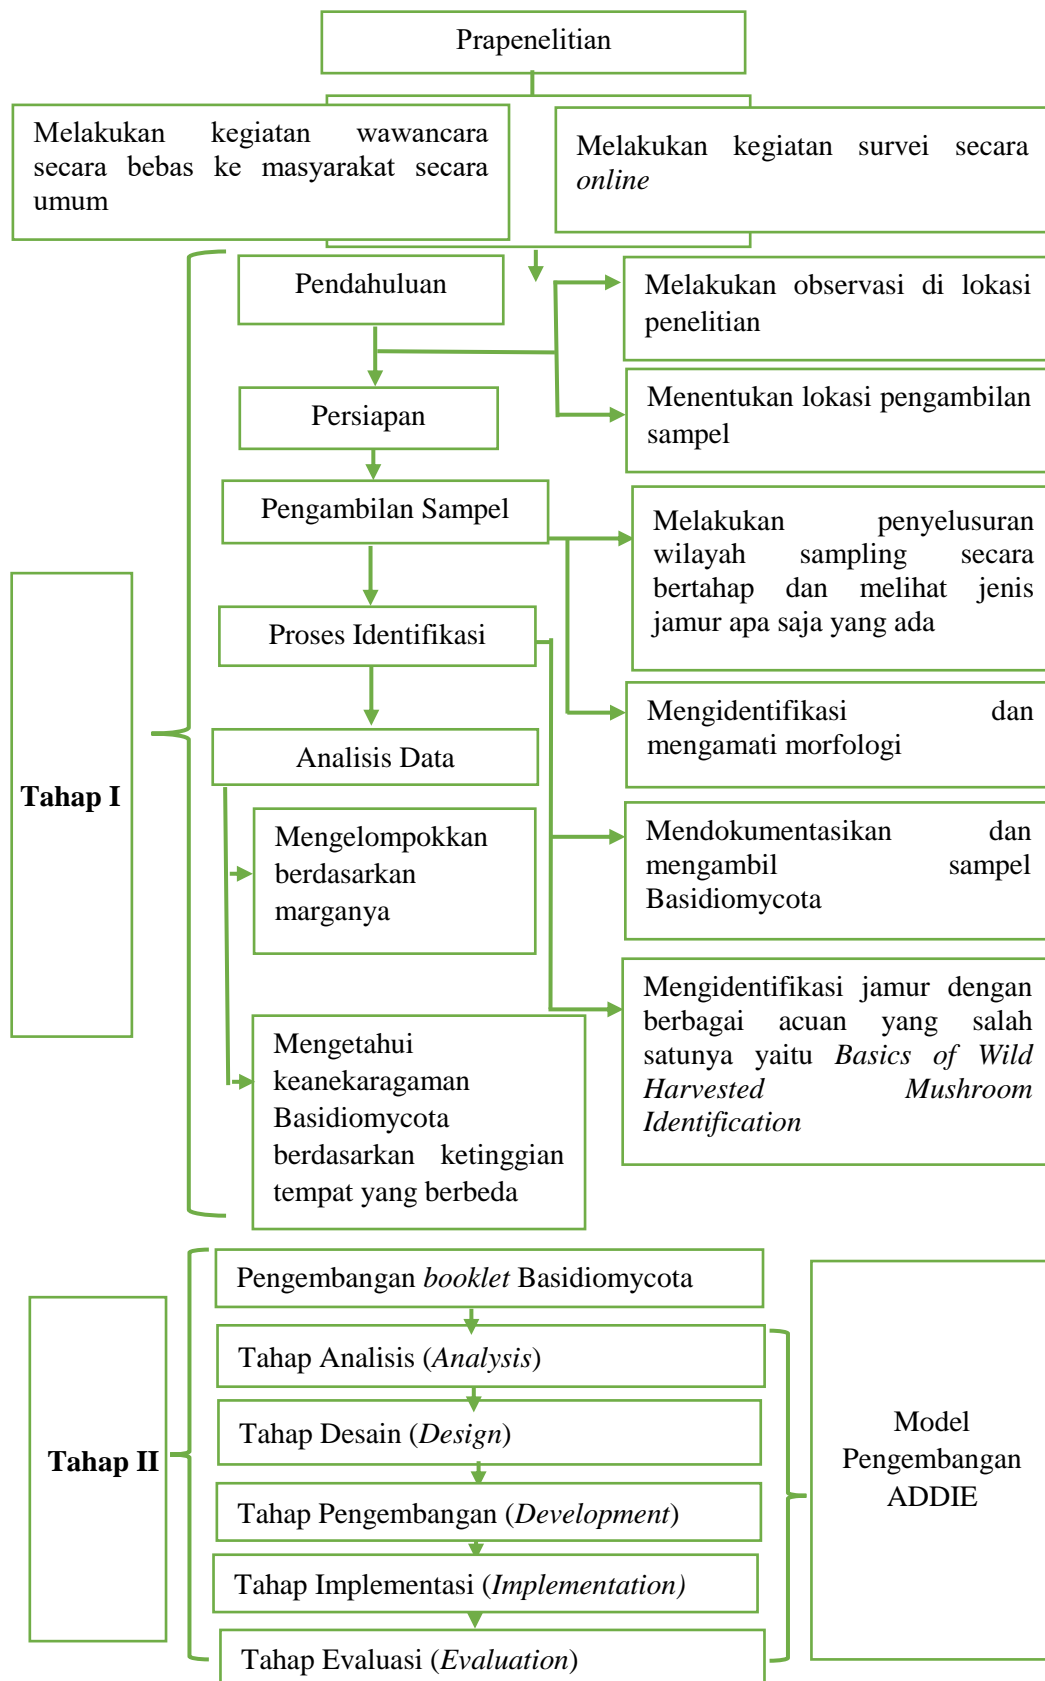 Prapenelitian
Melakukan kegiatan wawancara
secara bebas ke masyarakat secara
umum
Melakukan kegiatan survei secara
online
Pendahuluan
Melakukan observasi di lokasi
penelitian
Persiapan
Menentukan lokasi pengambilan
sampel
Pengambilan Sampel
Melakukan penyelusuran
wilayah sampling secara
bertahap dan melihat jenis
jamur apa saja yang ada
Proses Identifikasi
Mengidentifikasi dan
mengamati morfologi
Analisis Data
Tahap I
Mengelompokkan
berdasarkan
marganya
Mendokumentasikan dan
mengambil sampel
Basidiomycota
Mengidentifikasi jamur dengan
berbagai acuan yang salah
satunya yaitu Basics of Wild
Harvested Mushroom
Identification
Mengetahui
keanekaragaman
Basidiomycota
berdasarkan ketinggian
tempat yang berbeda
Pengembangan booklet Basidiomycota
Tahap Analisis (Analysis)
Tahap Desain (Design)
Tahap II
Tahap Pengembangan (Development)
Tahap Implementasi (Implementation)
Tahap Evaluasi (Evaluation)
Model
Pengembangan
ADDIE